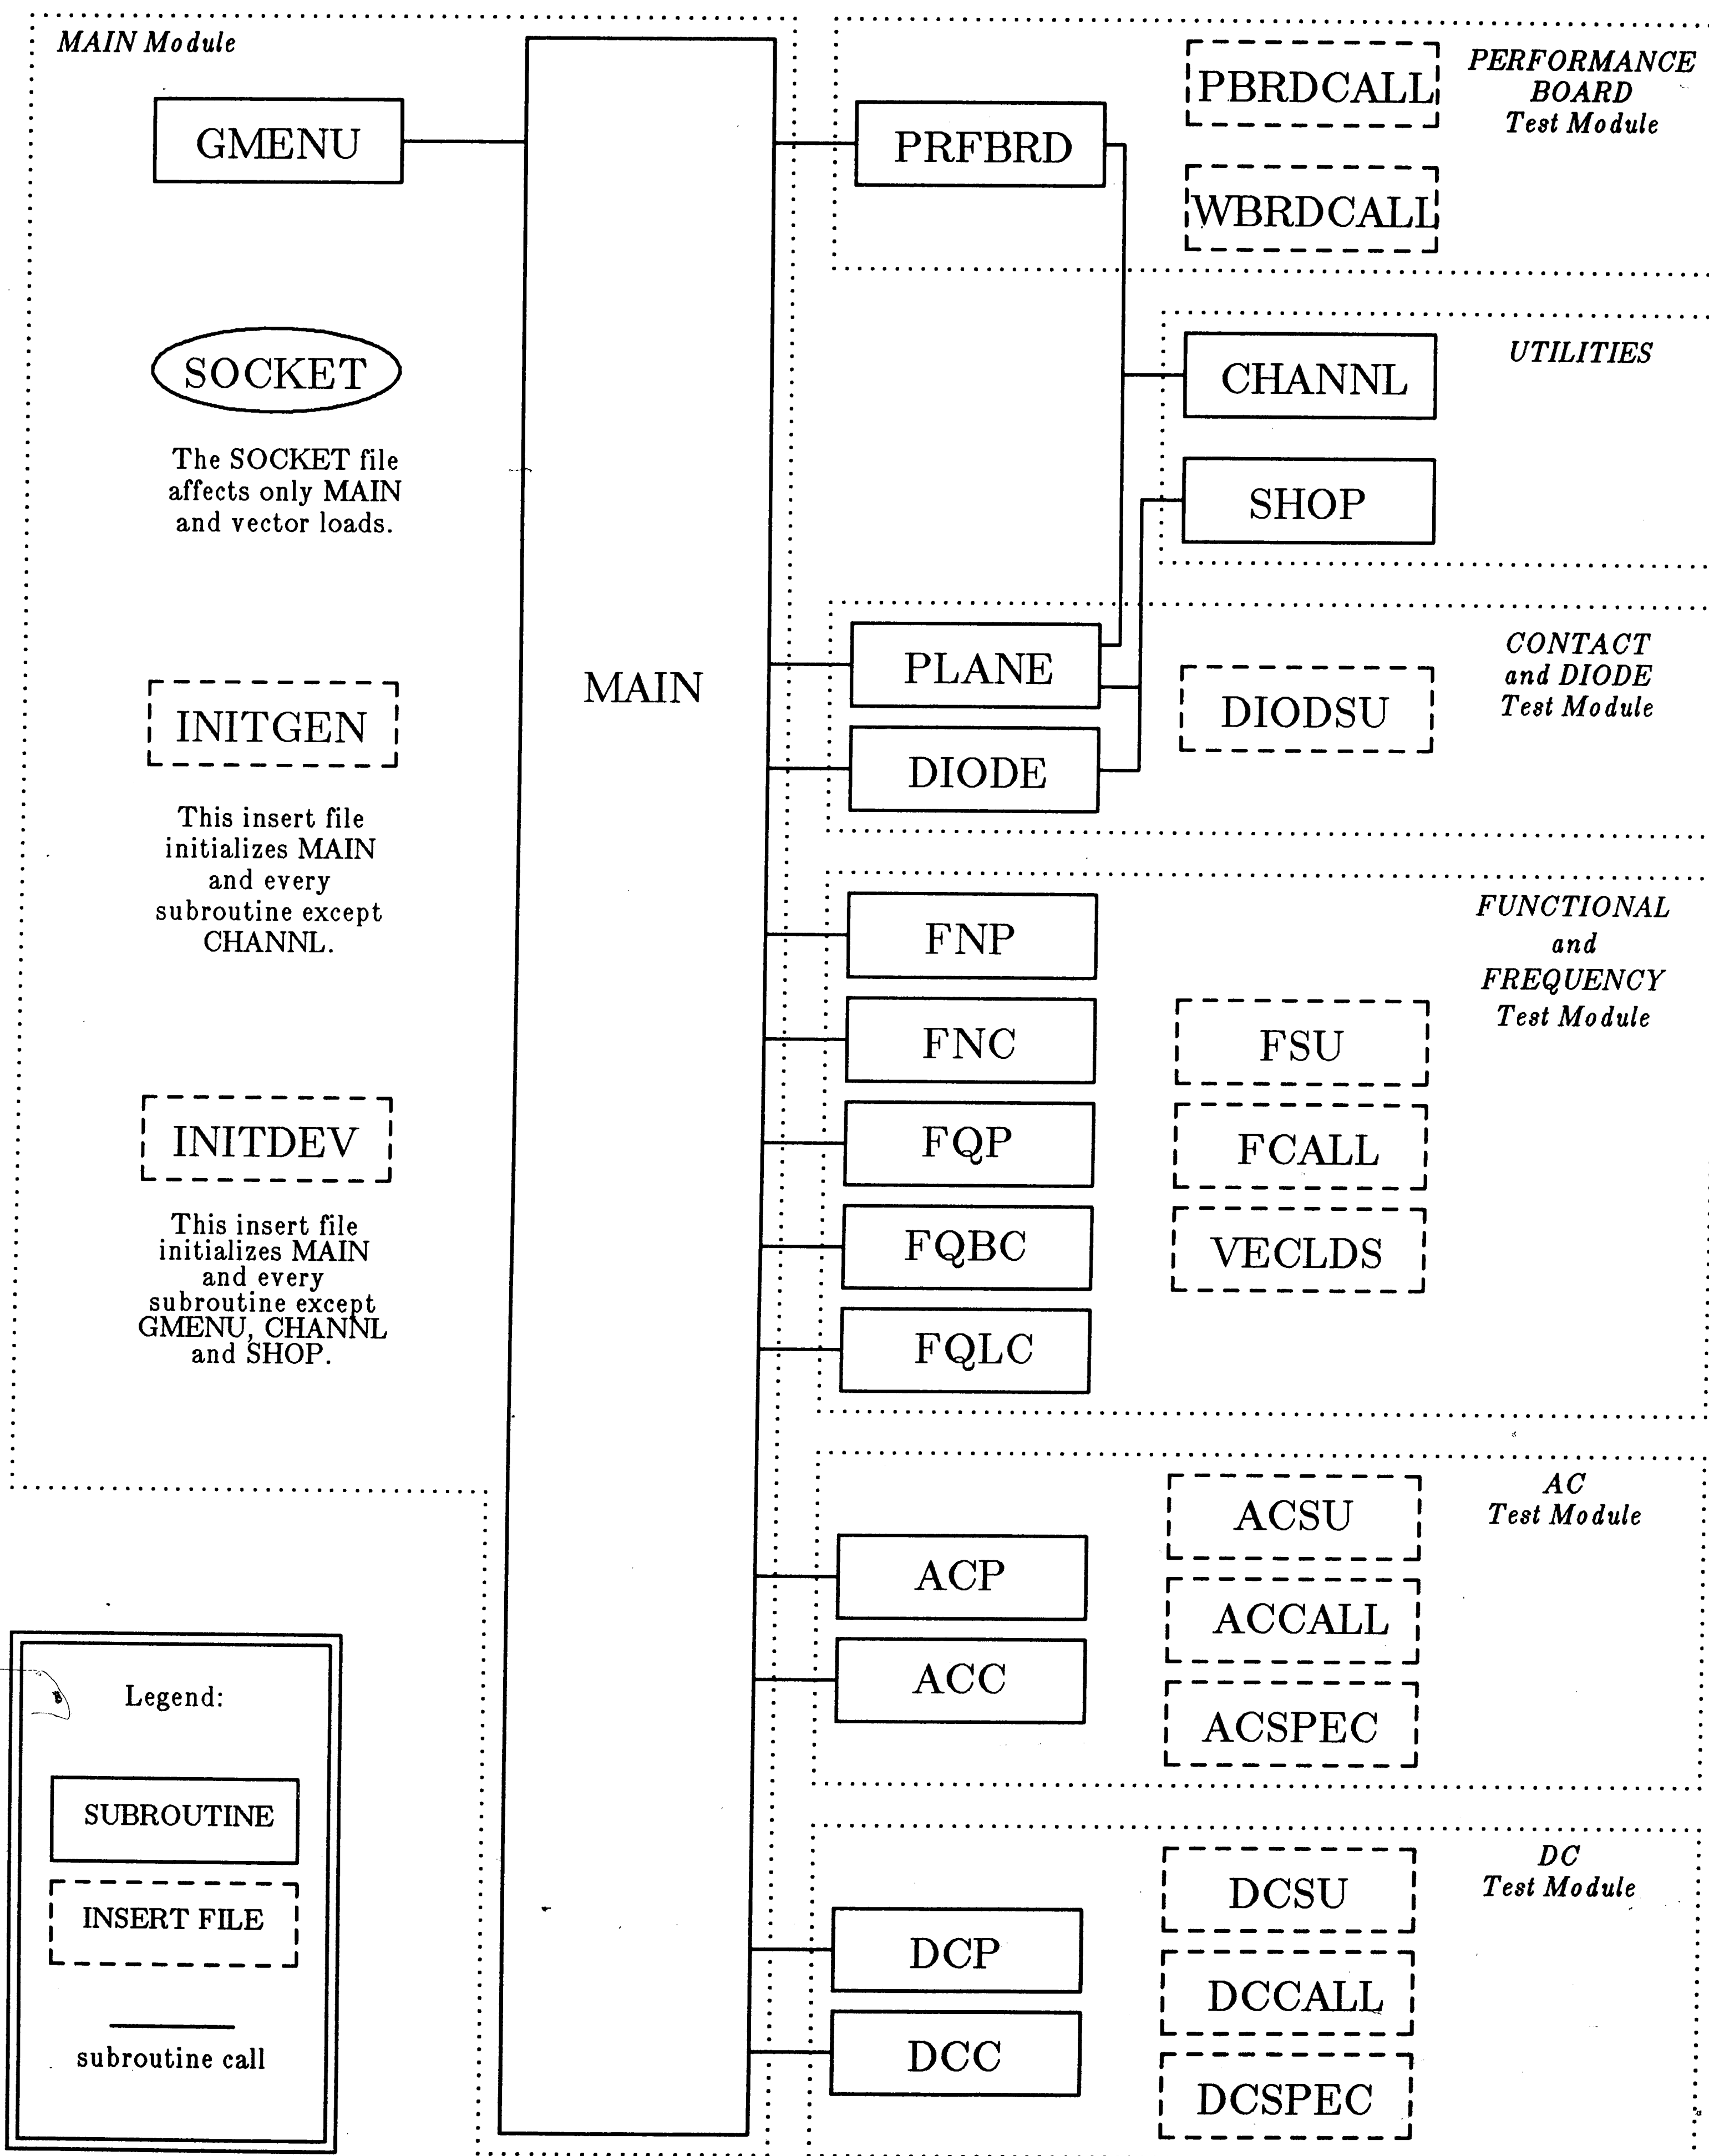 MAIN Module
GMENU
SOCKET
The SOCKET file
affects only MAIN
and vector loads.
INITGEN
This insert file
initializes MAIN
and every
subroutine except
CHANNL.
INITDEV
This insert file
initializes MAIN
and every
subroutine except
GMENU, CHANNL
and SHOP.
Legend:
SUBROUTINE
INSERT FILE
subroutine call
MAIN
PRFBRD
PBRDCALL
WBRDCALL
PERFORMANCE
BOARD
Test Module
CHANNL
SHOP
UTILITIES
PLANE
DIODE
DIODSU
CONTACT
and DIODE
Test Module
FNP
FNC
FQP
FQBC
FQLC
FSU
FCALL
VECLDS
FUNCTIONAL
and
FREQUENCY
Test Module
ACP
ACC
ACSU
ACCALL
ACSPEC
AC
Test Module
DCP
DCC
DCSU
DCCALL
DCSPEC
DC
Test Module